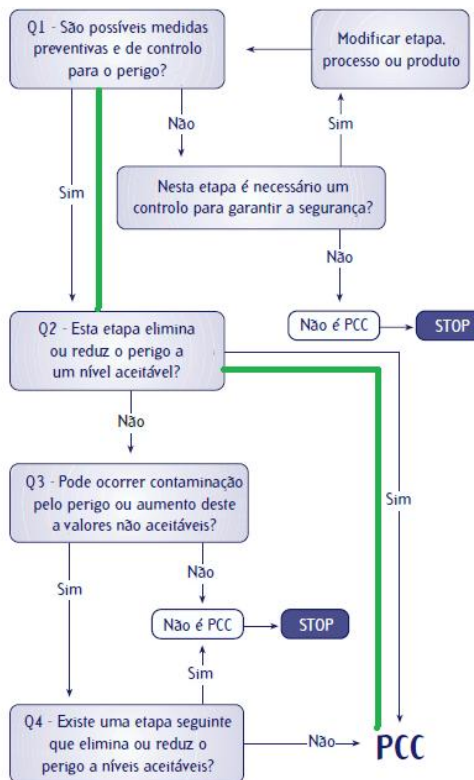 Q1 - São possíveis medidas
preventivas e de controlo
para o perigo?
Modificar etapa,
processo ou produto
Não
Sim
Sim
Nesta etapa é necessário um
controlo para garantir a segurança?
Não
Não é PCC
STOP
Q2 - Esta etapa elimina
ou reduz o perigo a
um nível aceitável?
Não
Sim
Q3 - Pode ocorrer contaminação
pelo perigo ou aumento deste
a valores não aceitáveis?
Não
Sim
Não é PCC
STOP
Sim
Q4 - Existe uma etapa seguinte
que elimina ou reduz o
perigo a níveis aceitáveis?
Não
PCC